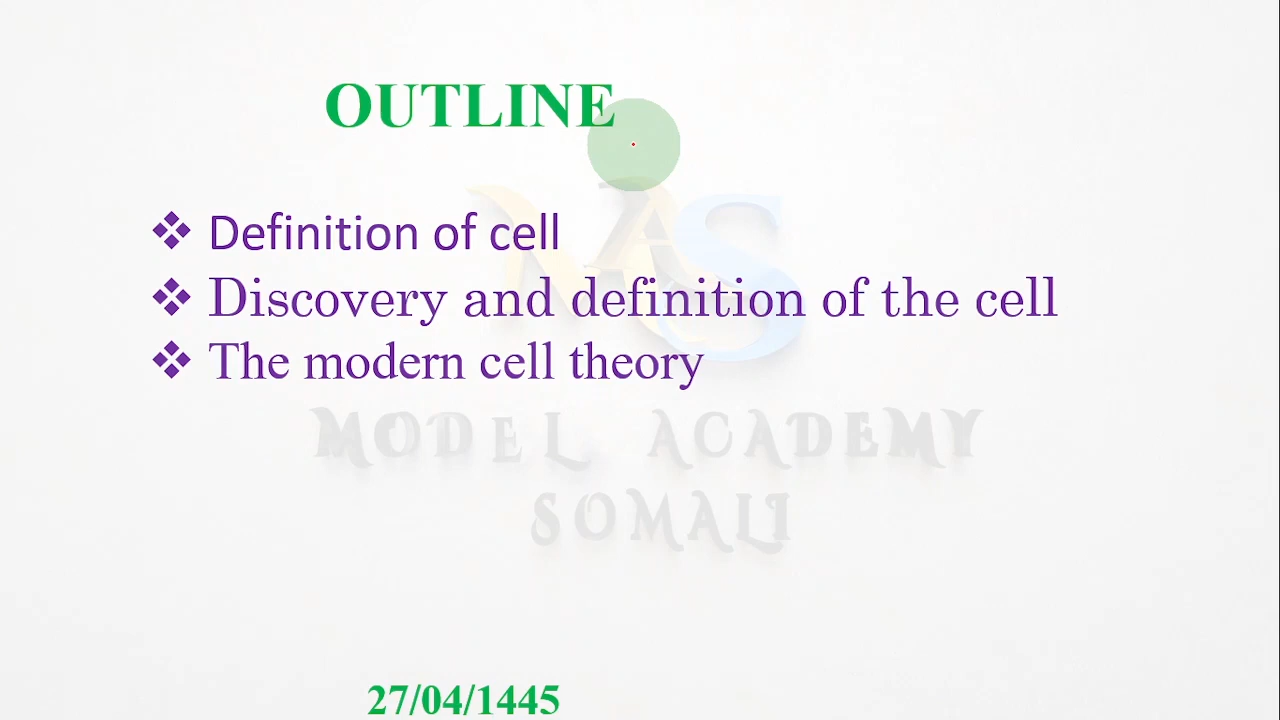 OUTLINE
❖ Definition of cell
❖ Discovery and definition of the cell
❖ The modern cell theory
MAS
MODEL ACADEMY
SOMALI
27/04/1445